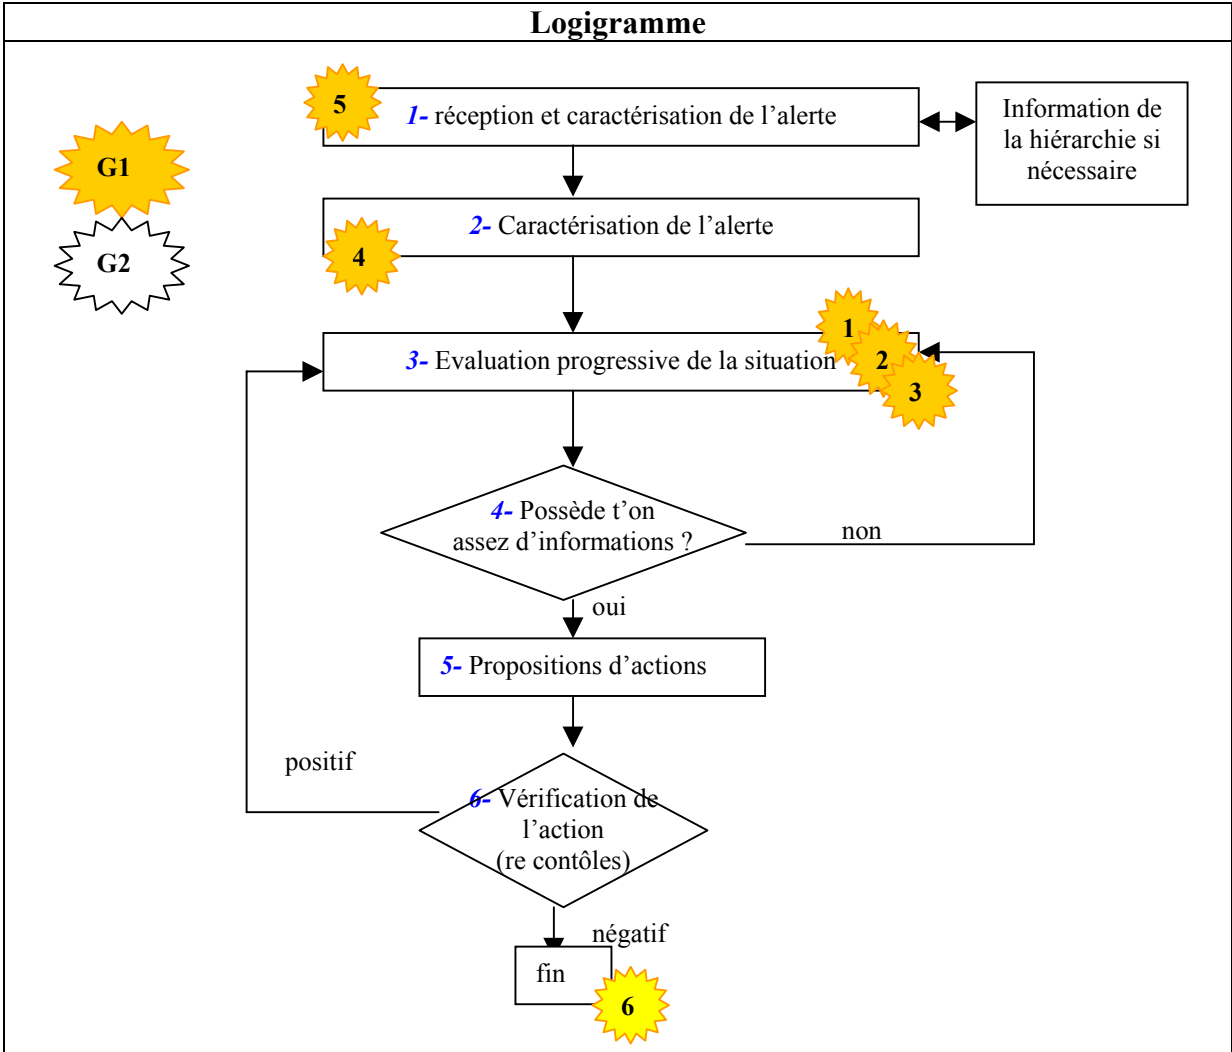 Logigramme
5
1- réception et caractérisation de l’alerte
Information de
la hiérarchie si
nécessaire
G1
G2
2- Caractérisation de l’alerte
4
3- Evaluation progressive de la situation
1
2
3
4- Possède t’on
assez d’informations ?
non
oui
5- Propositions d’actions
positif
6- Vérification de
l’action
(re contôles)
négatif
fin
6